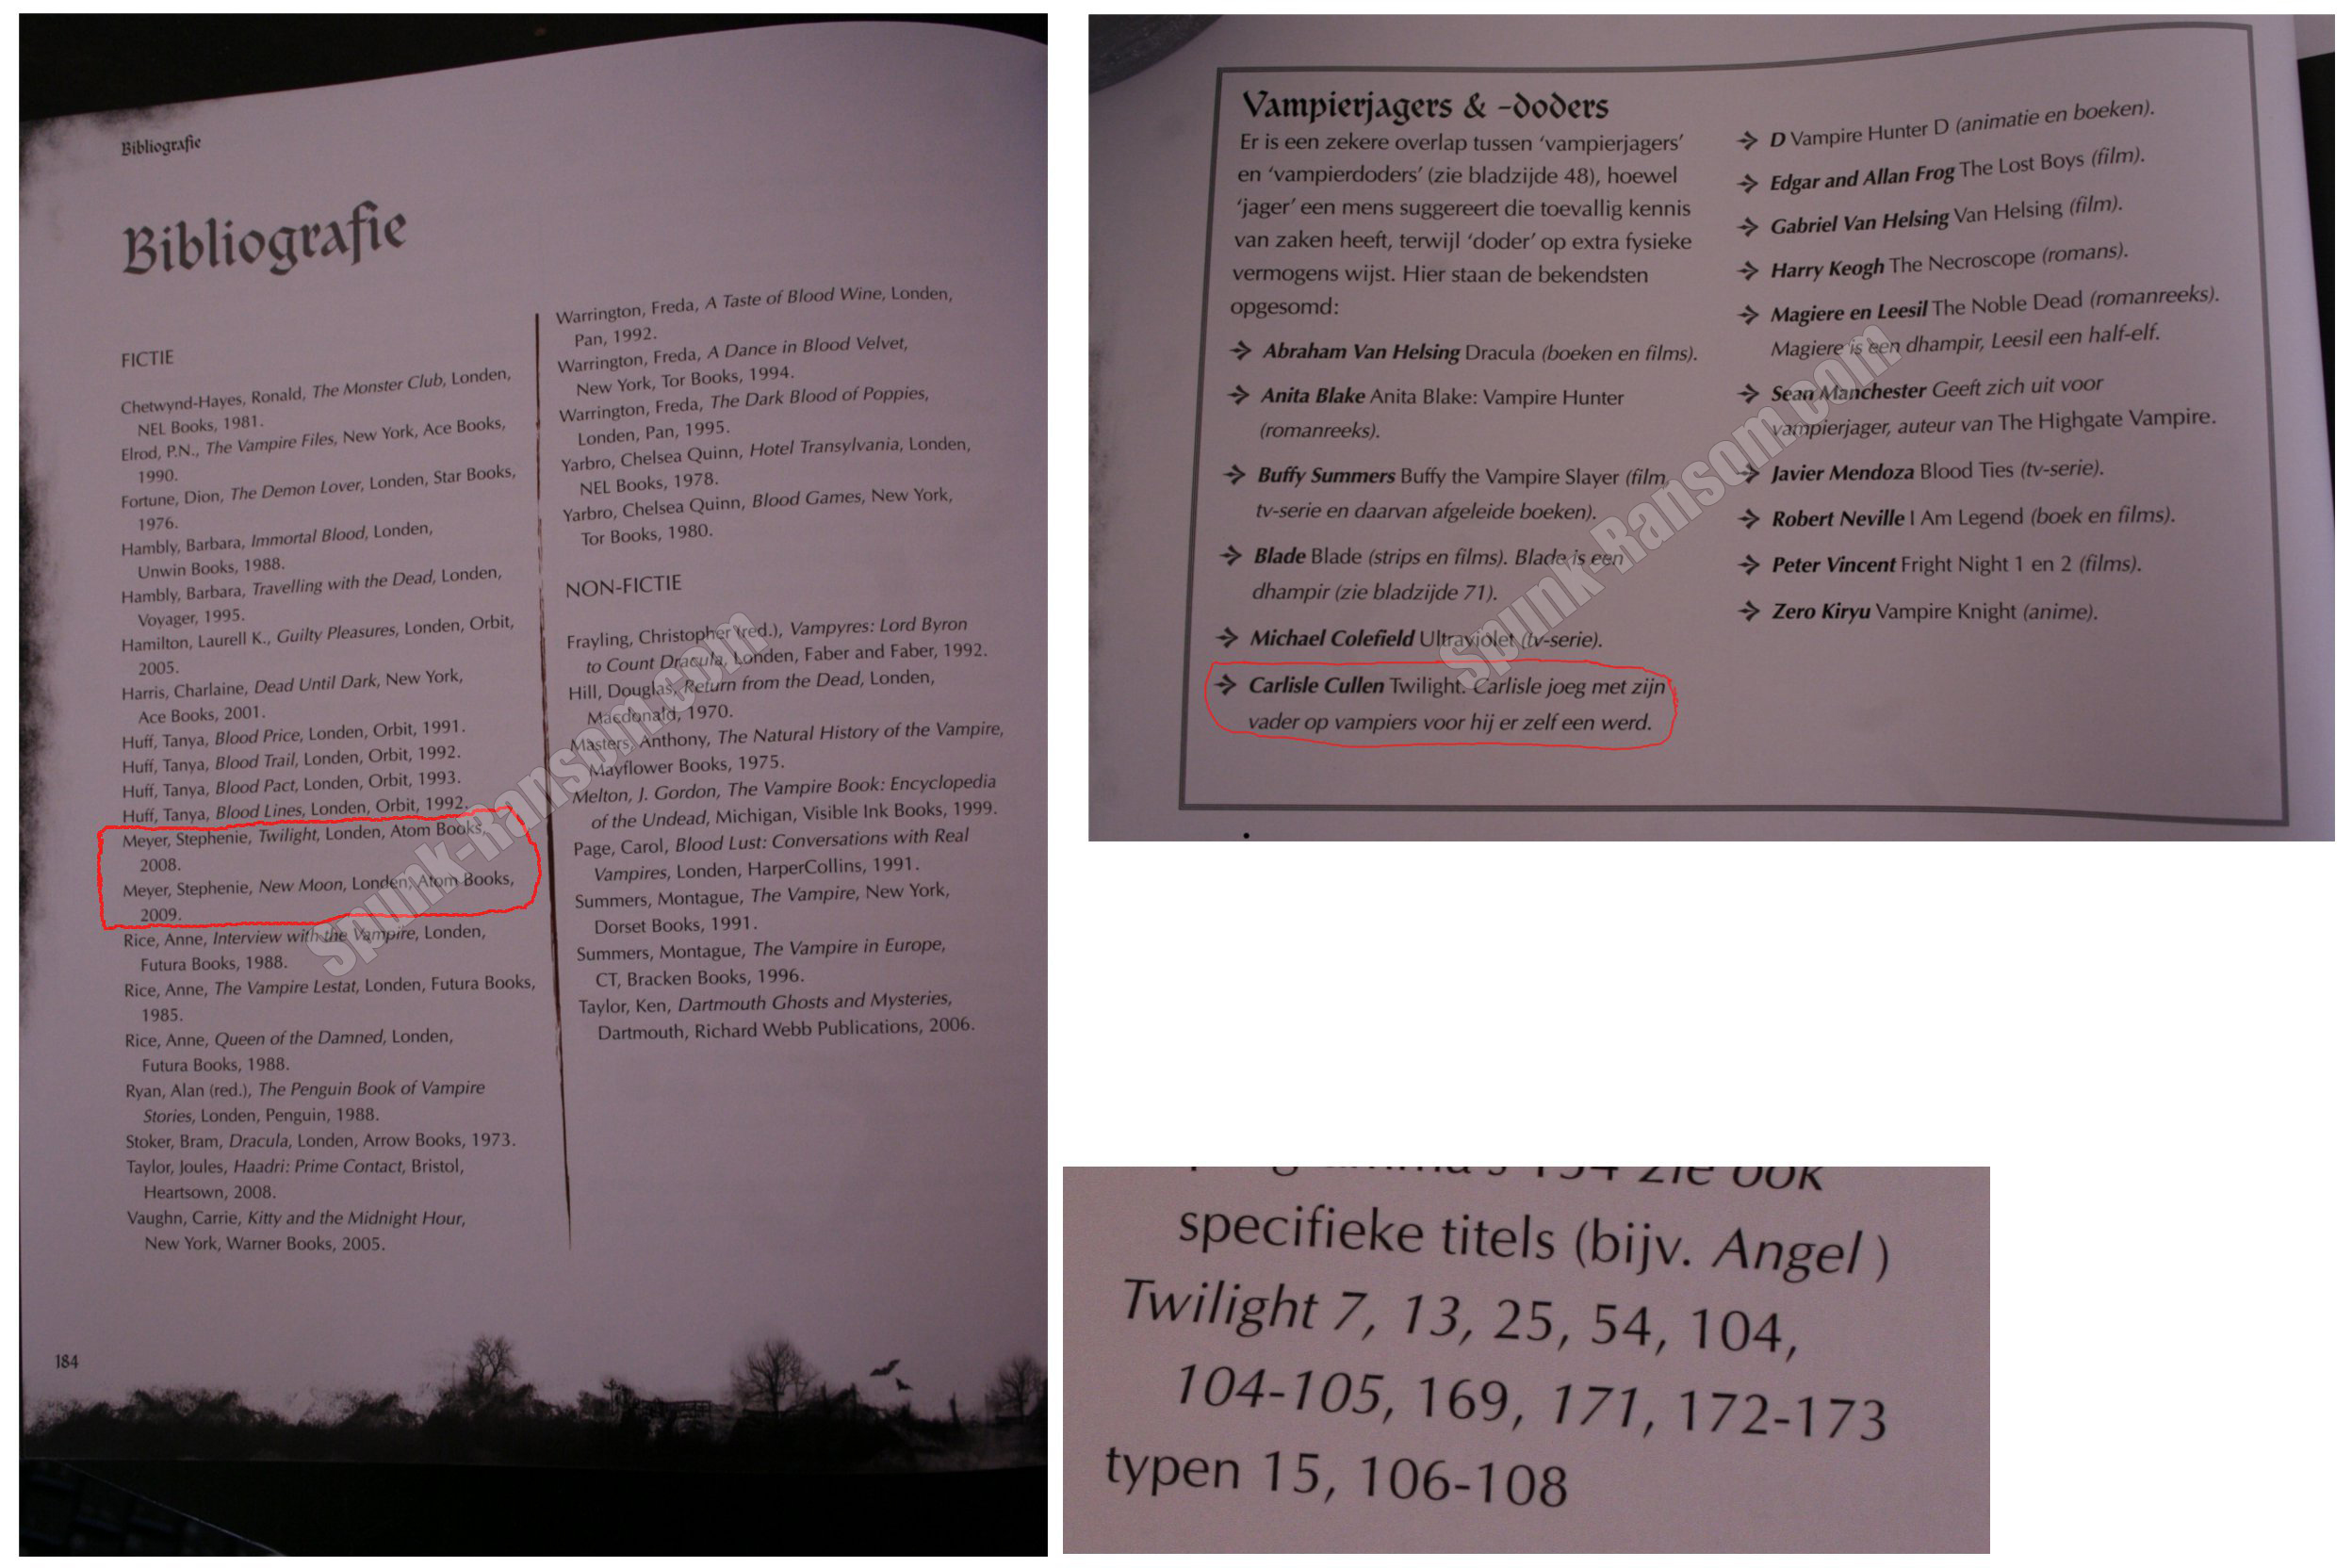 Bibliografie
Bibliografie
FICTIE
Chetwynd-Hayes, Ronald, The Monster Club, Londen,
NEL Books, 1981.
Elrod, P.N., The Vampire Files, New York, Ace Books,
1990.
Fortune, Dion, The Demon Lover, London, Star Books,
1976.
Hambly, Barbara, Immortal Blood, Londen,
Unwin Books, 1988.
Hambly, Barbara, Travelling with the Dead, Londen,
Voyager, 1995.
Hamilton, Laurell K., Guilty Pleasures, Londen, Orbit,
2005.
Harris, Charlaine, Dead Until Dark, New York,
Ace Books, 2001.
Huff, Tanya, Blood Price, Londen, Orbit, 1991.
Huff, Tanya, Blood Trail, Londen, Orbit, 1992.
Huff, Tanya, Blood Pact, Londen, Orbit, 1993.
Huff, Tanya, Blood Lines, Londen, Orbit, 1992.
Meyer, Stephenie, Twilight, Londen, Atom Books,
2008.
Meyer, Stephenie, New Moon, Londen, Atom Books,
2009.
Rice, Anne, Interview with the Vampire, Londen,
Futura Books, 1988.
Rice, Anne, The Vampire Lestat, Londen, Futura Books,
1985.
Rice, Anne, Queen of the Damned, Londen,
Futura Books, 1988.
Ryan, Alan (red.), The Penguin Book of Vampire
Stories, Londen, Penguin, 1988.
Stoker, Bram, Dracula, Londen, Arrow Books, 1973.
Taylor, Joules, Haadri: Prime Contact, Bristol,
Heartsown, 2008.
Vaughn, Carrie, Kitty and the Midnight Hour,
New York, Warner Books, 2005.
Warrington, Freda, A Taste of Blood Wine, Londen,
Pan, 1992.
Warrington, Freda, A Dance in Blood Velvet,
New York, Tor Books, 1994.
Warrington, Freda, The Dark Blood of Poppies,
Londen, Pan, 1995.
Yarbro, Chelsea Quinn, Hotel Transylvania, Londen,
NEL Books, 1978.
Yarbro, Chelsea Quinn, Blood Games, New York,
Tor Books, 1980.
NON-FICTIE
Frayling, Christopher (red.), Vampyres: Lord Byron
to Count Dracula, Londen, Faber and Faber, 1992.
Hill, Douglas, Return from the Dead, Londen,
Macdonald, 1970.
Masters, Anthony, The Natural History of the Vampire,
Mayflower Books, 1975.
Melton, J. Gordon, The Vampire Book: Encyclopedia
of the Undead, Michigan, Visible Ink Books, 1999.
Page, Carol, Blood Lust: Conversations with Real
Vampires, Londen, HarperCollins, 1991.
Summers, Montague, The Vampire, New York,
Dorset Books, 1991.
Summers, Montague, The Vampire in Europe,
CT, Bracken Books, 1996.
Taylor, Ken, Dartmouth Ghosts and Mysteries,
Dartmouth, Richard Webb Publications, 2006.
184
Spunk-Ransom.com
Vampierjagers & -doders
Er is een zekere overlap tussen ‘vampierjagers’
en ‘vampierdoders’ (zie bladzijde 48), hoewel
‘jager’ een mens suggereert die toevallig kennis
van zaken heeft, terwijl ‘doder’ op extra fysieke
vermogens wijst. Hier staan de bekendsten
opgesomd:
→ Abraham Van Helsing Dracula (boeken en films).
→ Anita Blake Anita Blake: Vampire Hunter
(romanreeks).
→ Buffy Summers Buffy the Vampire Slayer (film,
tv-serie en daarvan afgeleide boeken).
→ Blade Blade (strips en films). Blade is een
dhampir (zie bladzijde 71).
→ Michael Colefield Ultraviolet (tv-serie).
→ Carlisle Cullen Twilight. Carlisle joeg met zijn
vader op vampiers voor hij er zelf een werd.
→ D Vampire Hunter D (animatie en boeken).
→ Edgar and Allan Frog The Lost Boys (film).
→ Gabriel Van Helsing Van Helsing (film).
→ Harry Keogh The Necroscope (romans).
→ Magiere en Leesil The Noble Dead (romanreeks).
Magiere is een dhampir, Leesil een half-elf.
→ Sean Manchester Geeft zich uit voor
vampierjager, auteur van The Highgate Vampire.
→ Javier Mendoza Blood Ties (tv-serie).
→ Robert Neville I Am Legend (boek en films).
→ Peter Vincent Fright Night 1 en 2 (films).
→ Zero Kiryu Vampire Knight (anime).
Spunk-Ransom.com
zie ook
specifieke titels (bijv. Angel )
Twilight 7, 13, 25, 54, 104,
104-105, 169, 171, 172-173
typen 15, 106-108